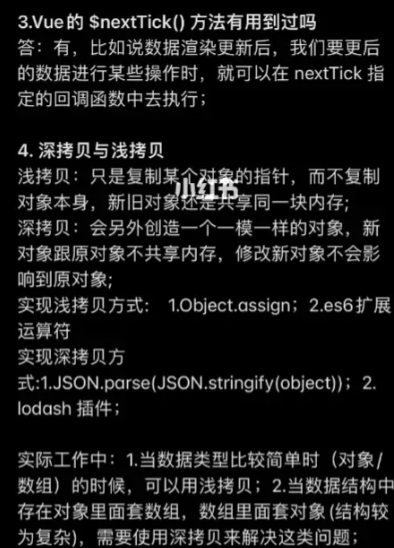 3.Vue的 $nextTick() 方法有用到过吗
答：有，比如说数据渲染更新后，我们要更后
的数据进行某些操作时，就可以在 nextTick 指
定的回调函数中去执行；
4. 深拷贝与浅拷贝
浅拷贝：只是复制某个对象的指针，而不复制
小红书
对象本身，新旧对象还是共享同一块内存;
深拷贝：会另外创造一个一模一样的对象，新
对象跟原对象不共享内存，修改新对象不会影
响到原对象;
实现浅拷贝方式： 1.Object.assign；2.es6扩展
运算符
实现深拷贝方
式:1.JSON.parse(JSON.stringify(object))；2.
lodash 插件；
实际工作中：1.当数据类型比较简单时（对象/
数组）的时候，可以用浅拷贝；2.当数据结构中
存在对象里面套数组，数组里面套对象(结构较
为复杂)，需要使用深拷贝来解决这类问题；